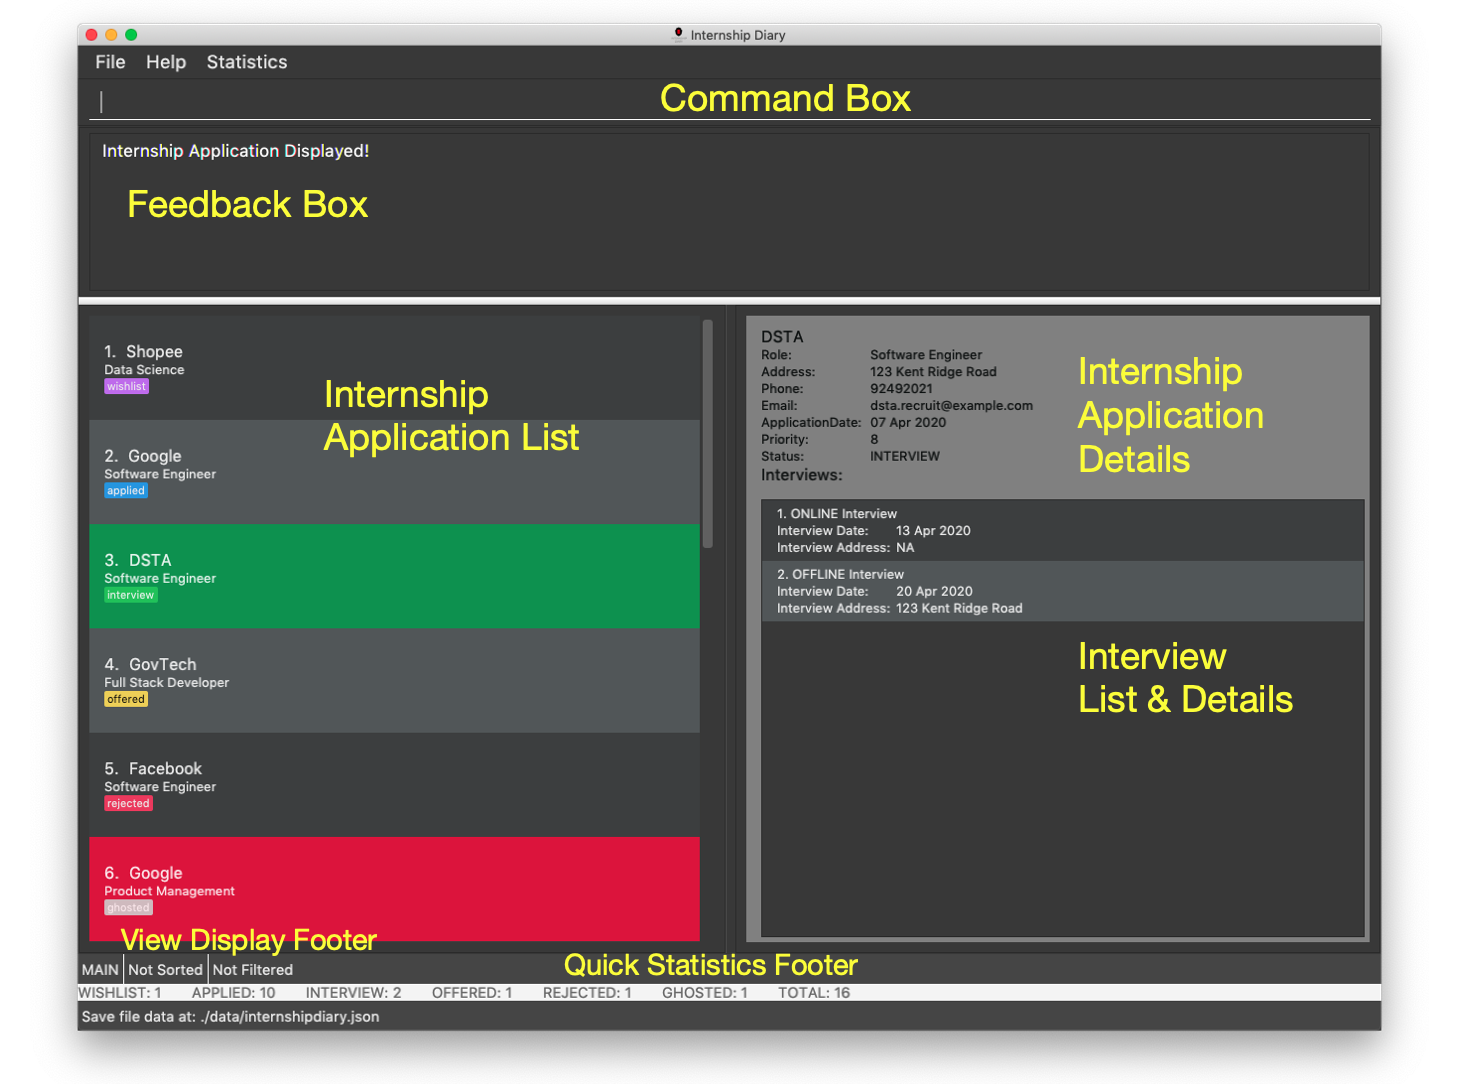 Internship Diary
File Help Statistics
Command Box
Internship Application Displayed!
Feedback Box
1. Shopee
Data Science
wishlist
Internship
Application List
2. Google
Software Engineer
applied
3. DSTA
Software Engineer
interview
4. GovTech
Full Stack Developer
offered
5. Facebook
Software Engineer
rejected
6. Google
Product Management
ghosted
DSTA
Role: Software Engineer
Address: 123 Kent Ridge Road
Phone: 92492021
Email: dsta.recruit@example.com
ApplicationDate: 07 Apr 2020
Priority: 8
Status: INTERVIEW
Interviews:
Internship
Application
Details
1. ONLINE Interview
Interview Date: 13 Apr 2020
Interview Address: NA
2. OFFLINE Interview
Interview Date: 20 Apr 2020
Interview Address: 123 Kent Ridge Road
Interview
List & Details
View Display Footer
Quick Statistics Footer
MAIN Not Sorted Not Filtered
WISHLIST: 1 APPLIED: 10 INTERVIEW: 2 OFFERED: 1 REJECTED: 1 GHOSTED: 1 TOTAL: 16
Save file data at: ./data/internshipdiary.json